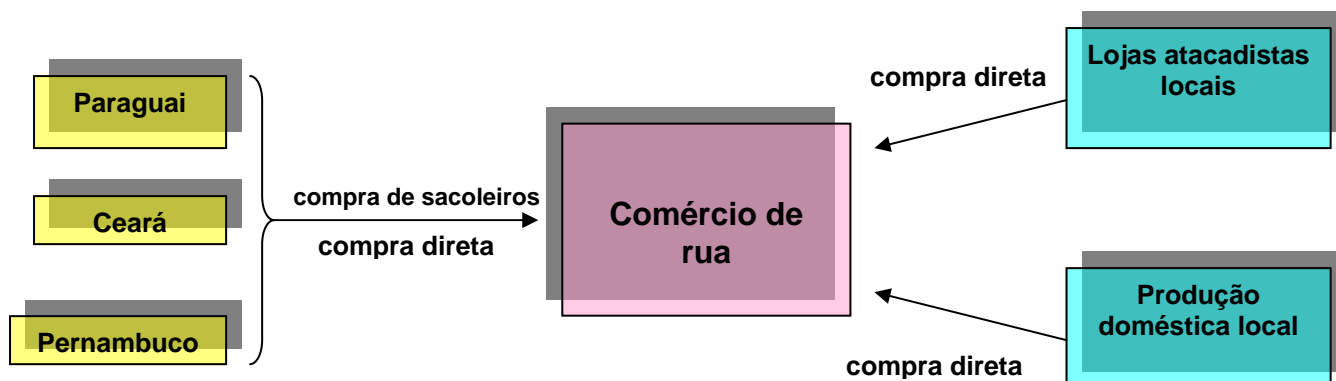 Paraguai
Ceará
Pernambuco
compra de sacoleiros
compra direta
Comércio de
rua
compra direta
Lojas atacadistas
locais
Produção
doméstica local
compra direta